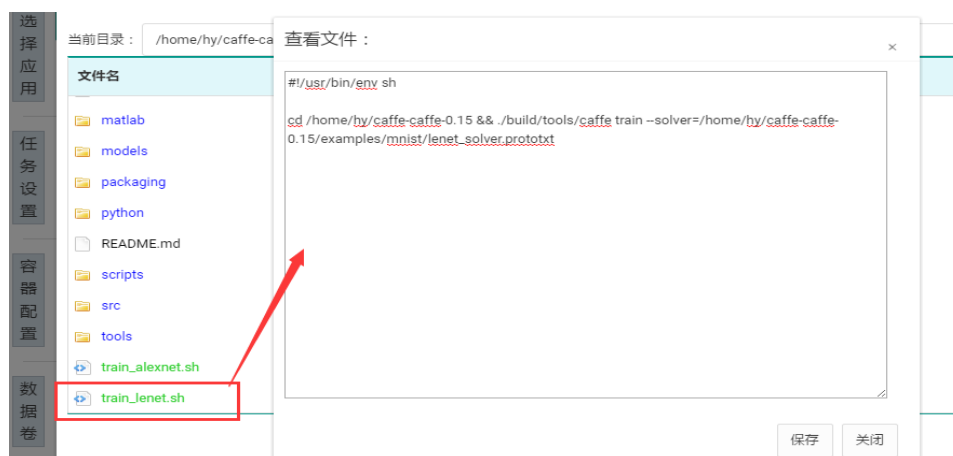 选择应用
任务设置
容器配置
数据卷
当前目录： /home/hy/caffe-ca
文件名
matlab
models
packaging
python
README.md
scripts
src
tools
train_alexnet.sh
train_lenet.sh
查看文件：
×
#!/usr/bin/env sh
cd /home/hy/caffe-caffe-0.15 && ./build/tools/caffe train --solver=/home/hy/caffe-caffe-
0.15/examples/mnist/lenet_solver.prototxt
保存 关闭